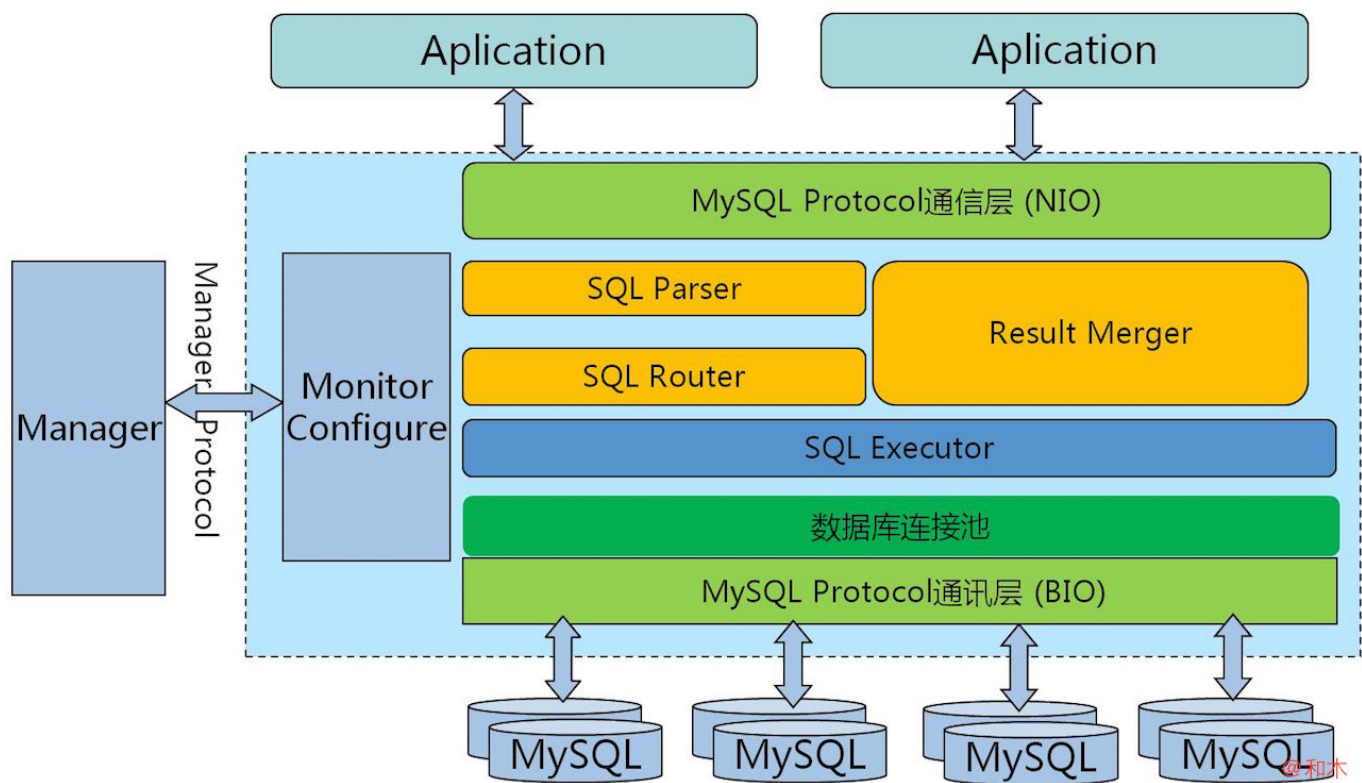 Aplication
Aplication
MySQL Protocol通信层 (NIO)
Manager
Manager Protocol
Monitor
Configure
SQL Parser
SQL Router
Result Merger
SQL Executor
数据库连接池
MySQL Protocol通讯层 (BIO)
MySQL
MySQL
MySQL
MySQL
@和木